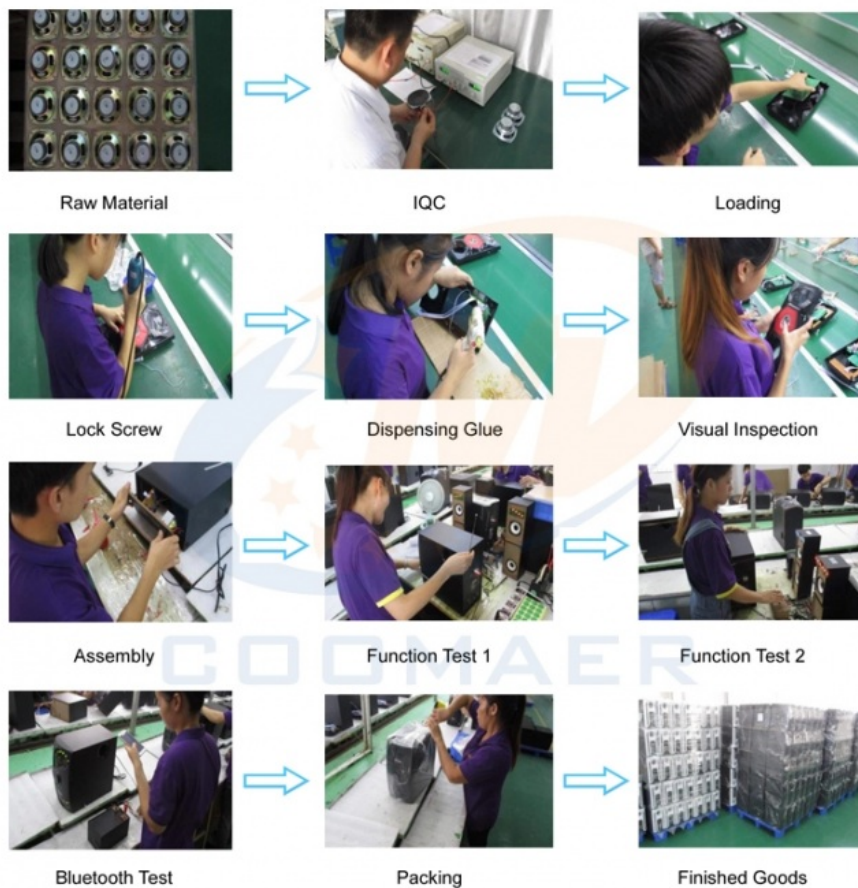 Raw Material
IQC
Loading
Lock Screw
Dispensing Glue
Visual Inspection
Assembly
Function Test 1
Function Test 2
COOMAER
Bluetooth Test
Packing
Finished Goods